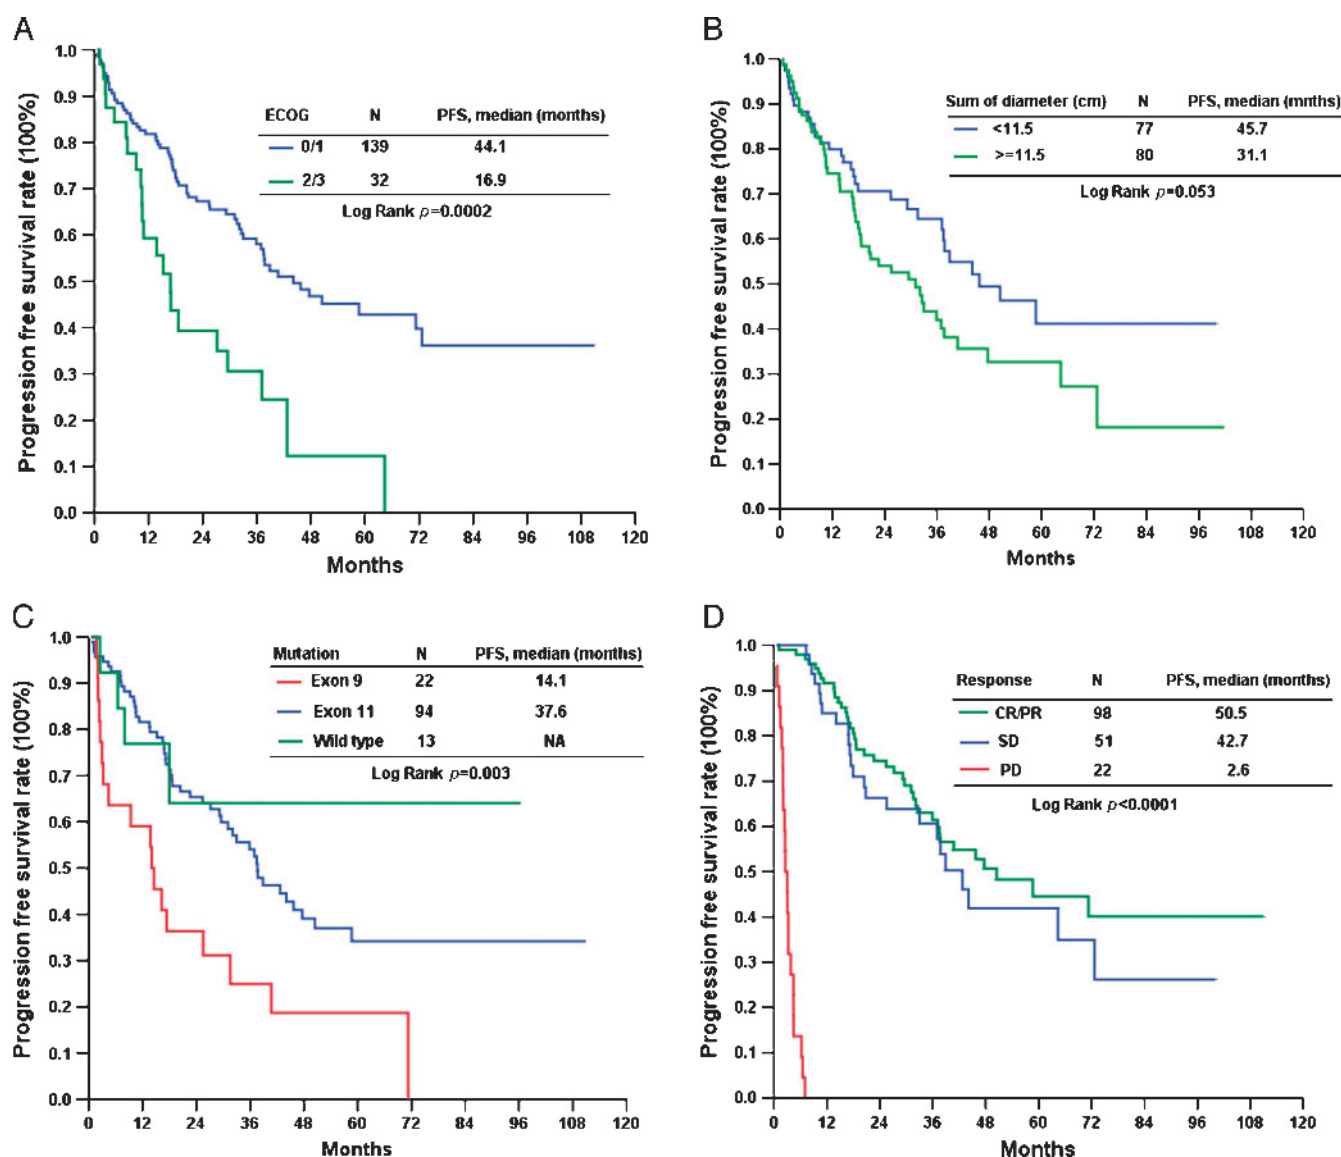 A
Progression free survival rate (100%)
1.0
0.9
0.8
0.7
0.6
0.5
0.4
0.3
0.2
0.1
0.0
0 12 24 36 48 60 72 84 96 108 120
Months
ECOG N PFS, median (months)
0/1 139 44.1
2/3 32 16.9
Log Rank p=0.0002
B
Progression free survival rate (100%)
1.0
0.9
0.8
0.7
0.6
0.5
0.4
0.3
0.2
0.1
0.0
0 12 24 36 48 60 72 84 96 108 120
Months
Sum of diameter (cm) N PFS, median (mnths)
<11.5 77 45.7
>=11.5 80 31.1
Log Rank p=0.053
C
Progression free survival rate (100%)
1.0
0.9
0.8
0.7
0.6
0.5
0.4
0.3
0.2
0.1
0.0
0 12 24 36 48 60 72 84 96 108 120
Months
Mutation N PFS, median (months)
Exon 9 22 14.1
Exon 11 94 37.6
Wild type 13 NA
Log Rank p=0.003
D
Progression free survival rate (100%)
1.0
0.9
0.8
0.7
0.6
0.5
0.4
0.3
0.2
0.1
0.0
0 12 24 36 48 60 72 84 96 108 120
Months
Response N PFS, median (months)
CR/PR 98 50.5
SD 51 42.7
PD 22 2.6
Log Rank p<0.0001